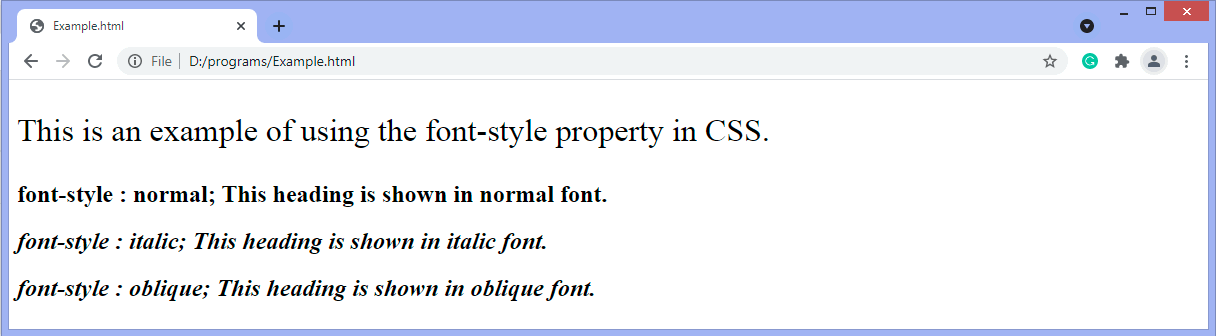 Example.html
File D:/programs/Example.html
This is an example of using the font-style property in CSS.
font-style : normal; This heading is shown in normal font.
font-style : italic; This heading is shown in italic font.
font-style : oblique; This heading is shown in oblique font.